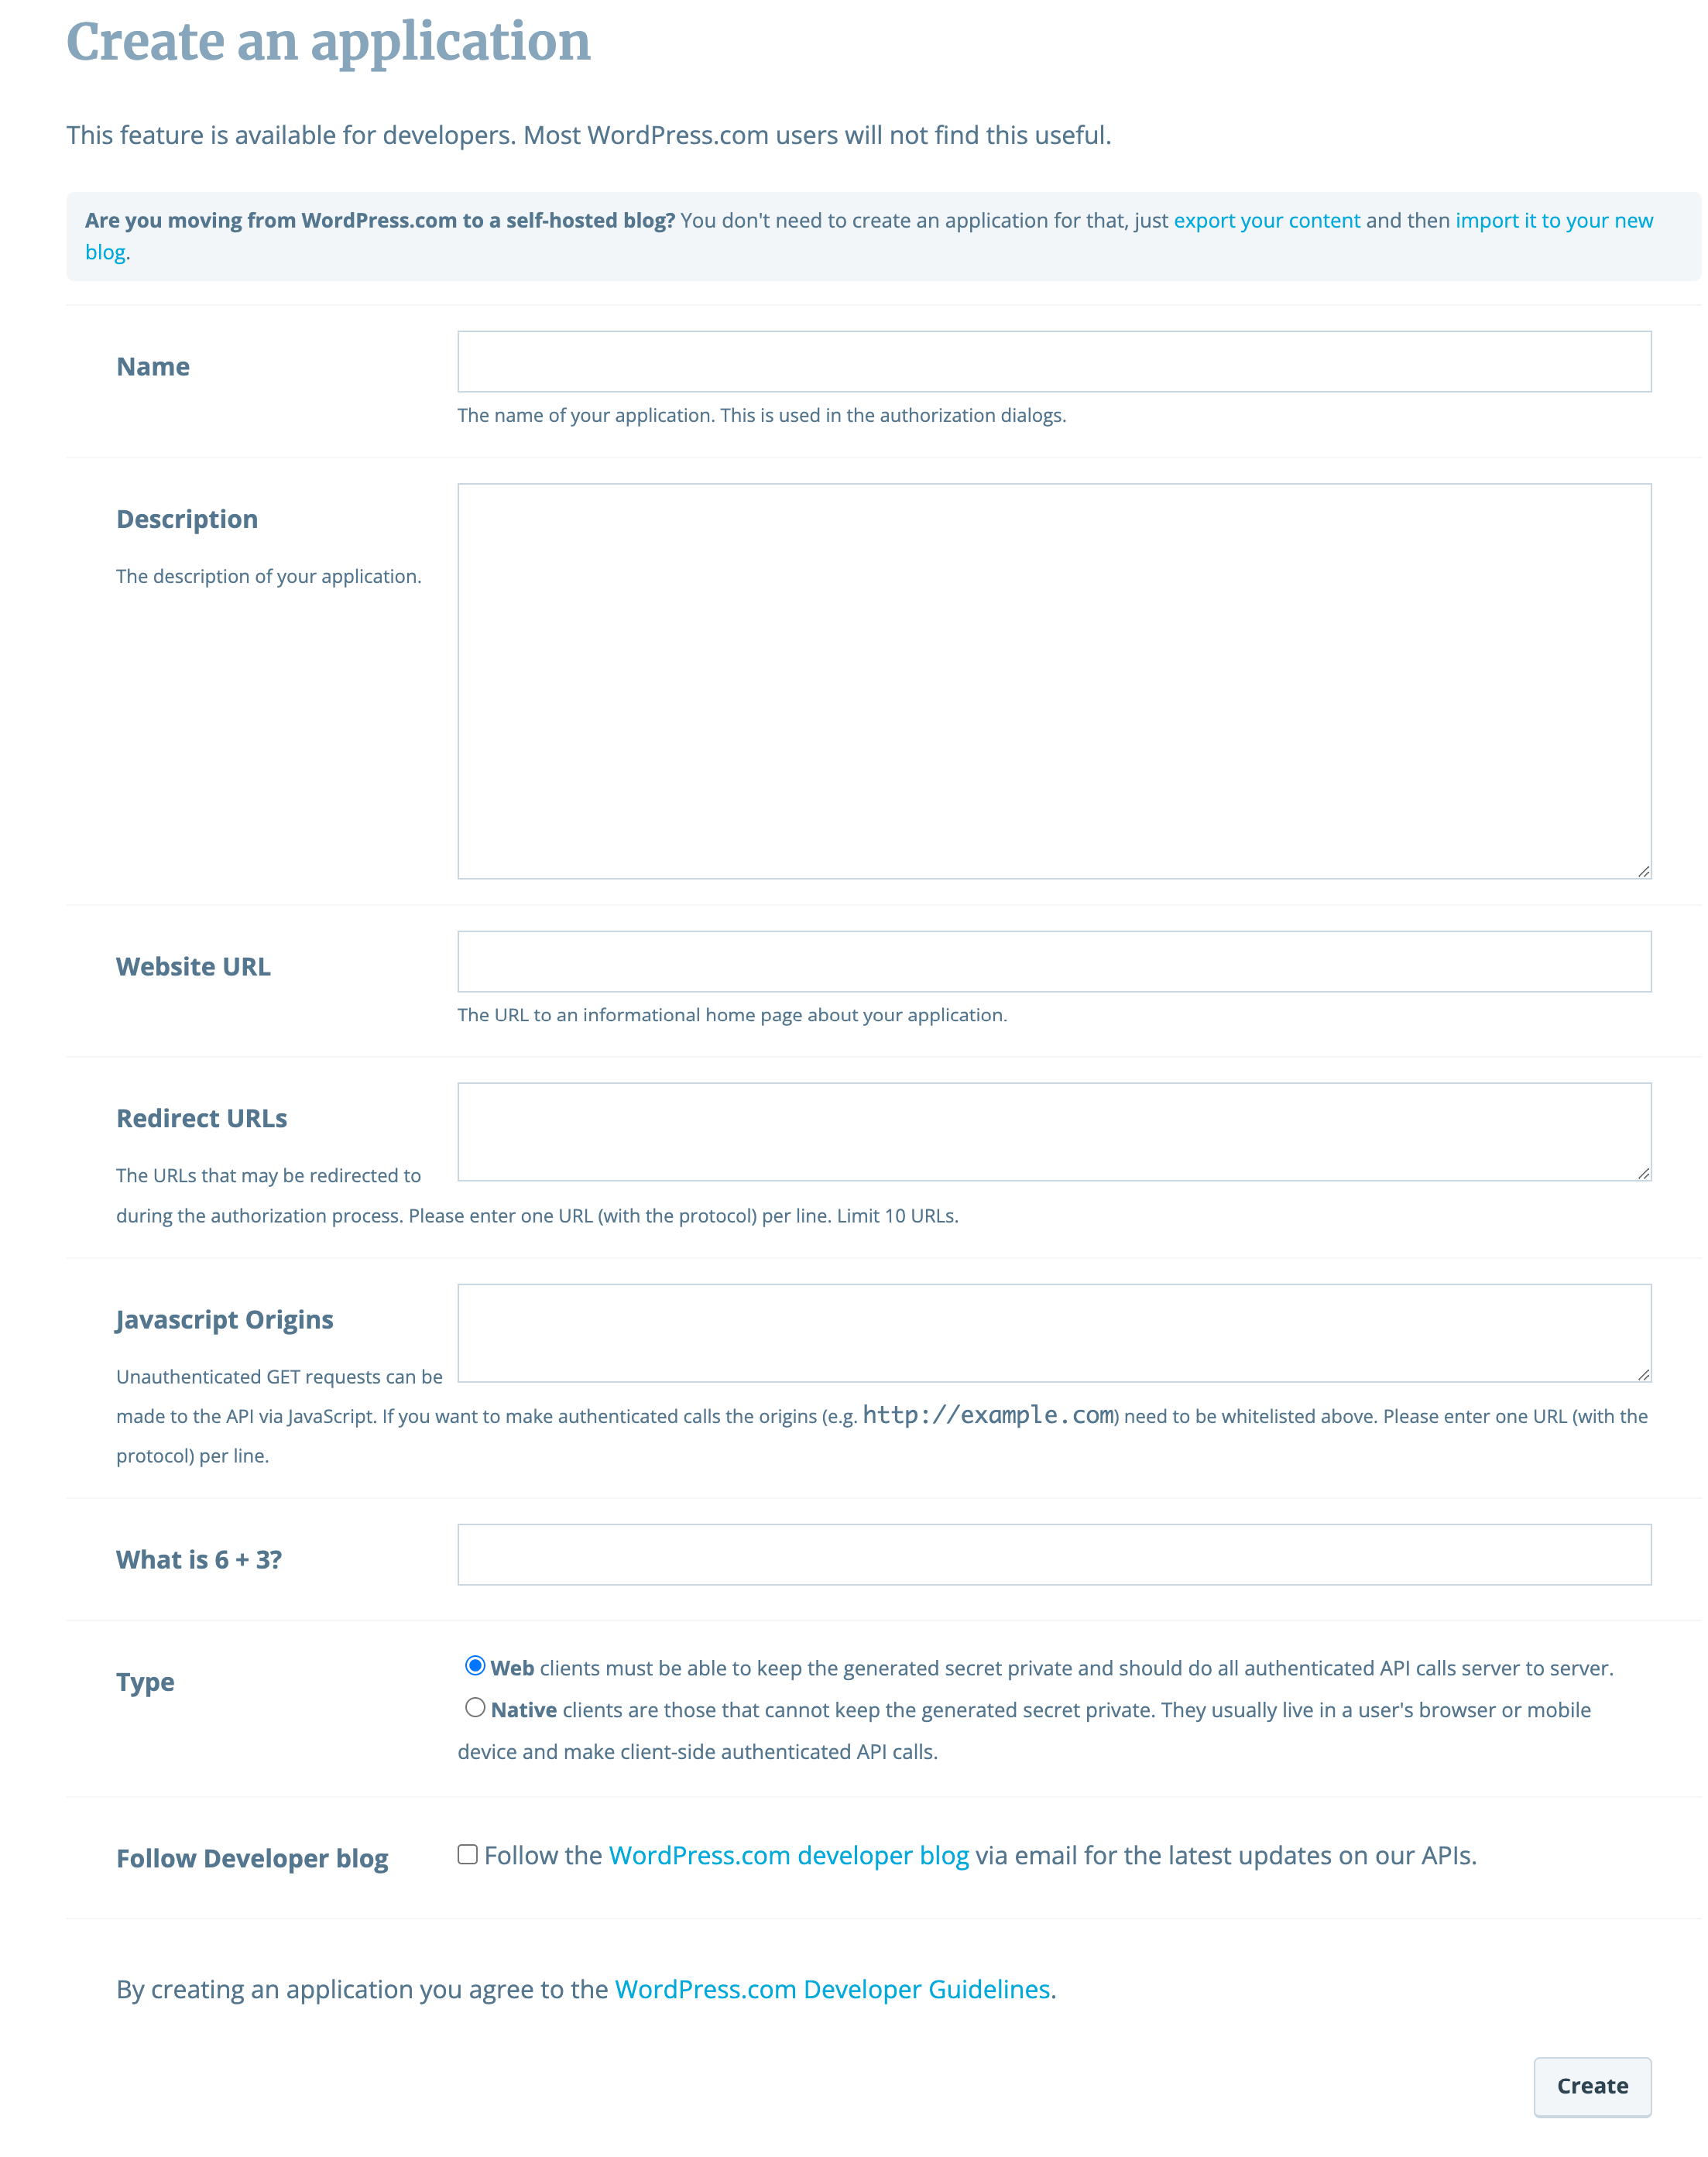 Create an application
This feature is available for developers. Most WordPress.com users will not find this useful.
Are you moving from WordPress.com to a self-hosted blog? You don't need to create an application for that, just export your content and then import it to your new
blog.
Name
The name of your application. This is used in the authorization dialogs.
Description
The description of your application.
Website URL
The URL to an informational home page about your application.
Redirect URLs
The URLs that may be redirected to
during the authorization process. Please enter one URL (with the protocol) per line. Limit 10 URLs.
Javascript Origins
Unauthenticated GET requests can be
made to the API via JavaScript. If you want to make authenticated calls the origins (e.g. http://example.com) need to be whitelisted above. Please enter one URL (with the
protocol) per line.
What is 6 + 3?
Type
Web clients must be able to keep the generated secret private and should do all authenticated API calls server to server.
Native clients are those that cannot keep the generated secret private. They usually live in a user's browser or mobile
device and make client-side authenticated API calls.
Follow Developer blog
Follow the WordPress.com developer blog via email for the latest updates on our APIs.
By creating an application you agree to the WordPress.com Developer Guidelines.
Create